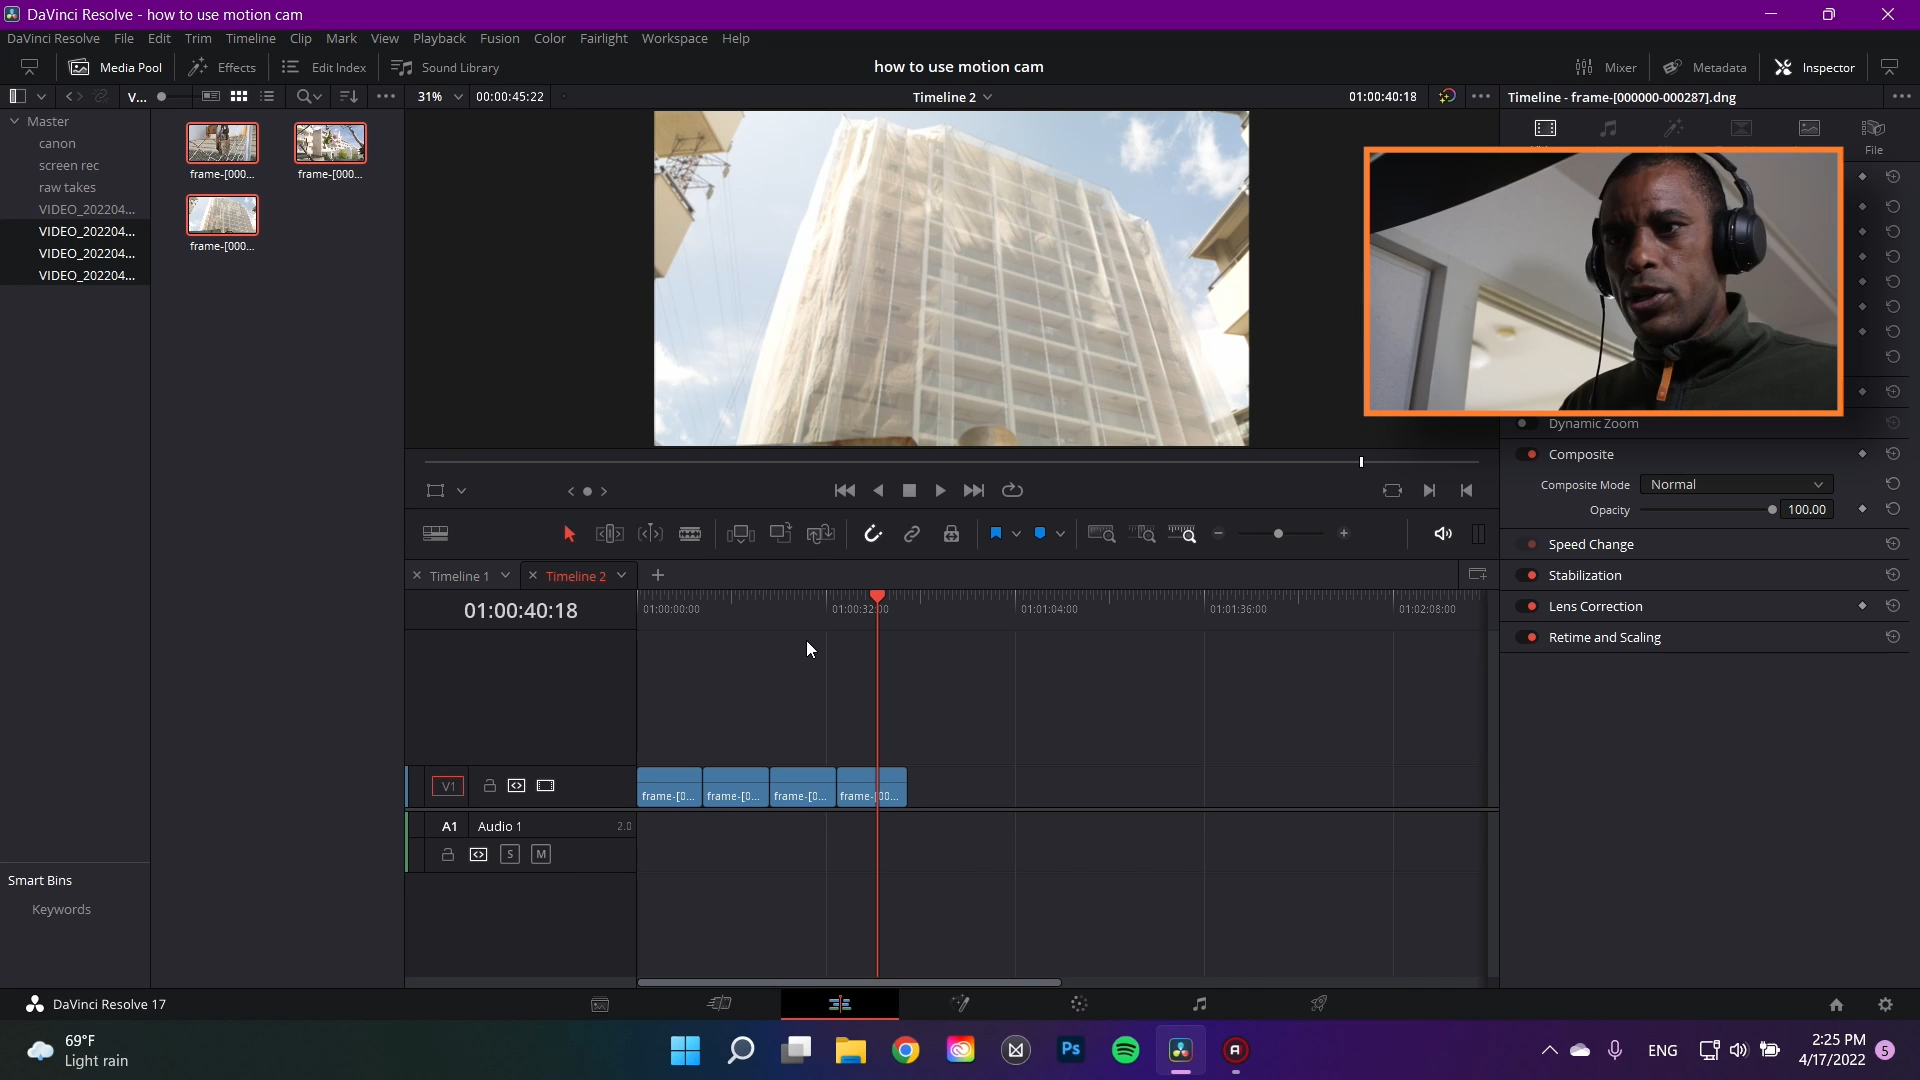 DaVinci Resolve - how to use motion cam
DaVinci Resolve File Edit Trim Timeline Clip Mark View Playback Fusion Color Fairlight Workspace Help
Media Pool Effects Edit Index Sound Library how to use motion cam Mixer Metadata Inspector
V... 31% 00:00:45:22 Timeline 2 01:00:40:18 Timeline - frame-[000000-000287].dng
Master
canon
screen rec
raw takes
VIDEO_202204...
VIDEO_202204...
VIDEO_202204...
VIDEO_202204...
frame-[000... frame-[000...
frame-[000...
File
Dynamic Zoom
Composite
Composite Mode Normal
Opacity 100.00
Speed Change
Stabilization
Lens Correction
Retime and Scaling
Timeline 1 Timeline 2
01:00:40:18 01:00:00:00 01:00:32:00 01:01:04:00 01:01:36:00 01:02:08:00
V1 frame-[0... frame-[0... frame-[0... frame-[00...
A1 Audio 1 2.0
S M
Smart Bins
Keywords
DaVinci Resolve 17
69°F
Light rain
Ps
ENG
2:25 PM
4/17/2022
5